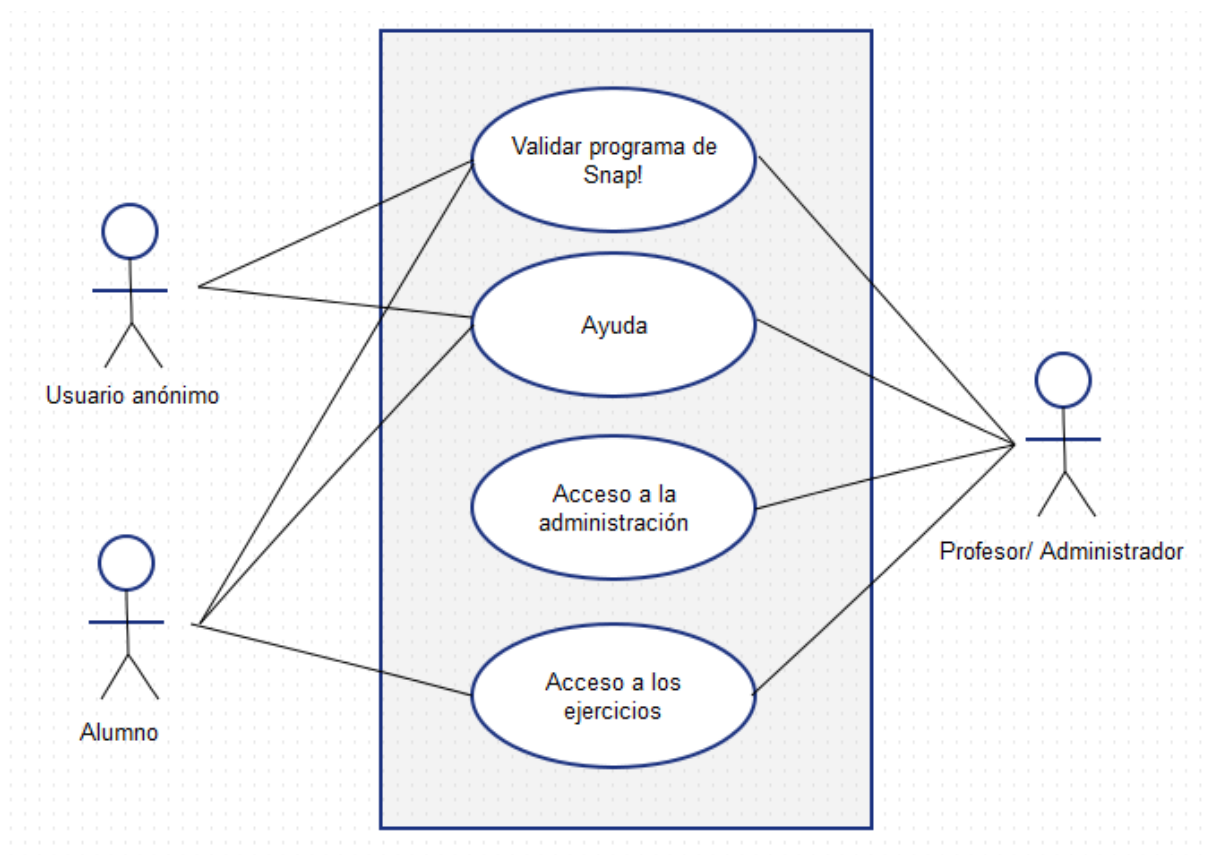 Validar programa de
Snap!
Ayuda
Usuario anónimo
Acceso a la
administración
Profesor/ Administrador
Acceso a los
ejercicios
Alumno